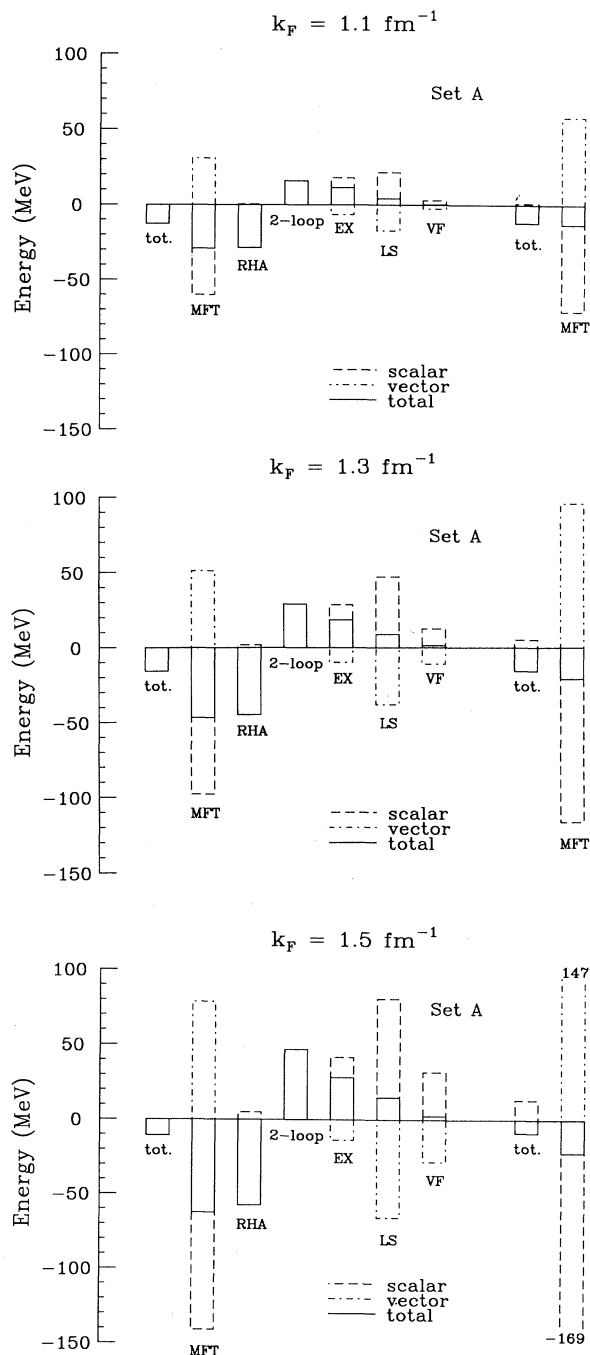 k_F = 1.1 fm⁻¹
Set A
Energy (MeV)
100
50
0
−50
−100
−150
tot.
MFT
RHA
2-loop
EX
LS
VF
tot.
MFT
scalar
vector
total
k_F = 1.3 fm⁻¹
Set A
Energy (MeV)
100
50
0
−50
−100
−150
tot.
MFT
RHA
2-loop
EX
LS
VF
tot.
MFT
scalar
vector
total
k_F = 1.5 fm⁻¹
Set A
Energy (MeV)
100
50
0
−50
−100
−150
147
tot.
MFT
RHA
2-loop
EX
LS
VF
tot.
scalar
vector
total
−169